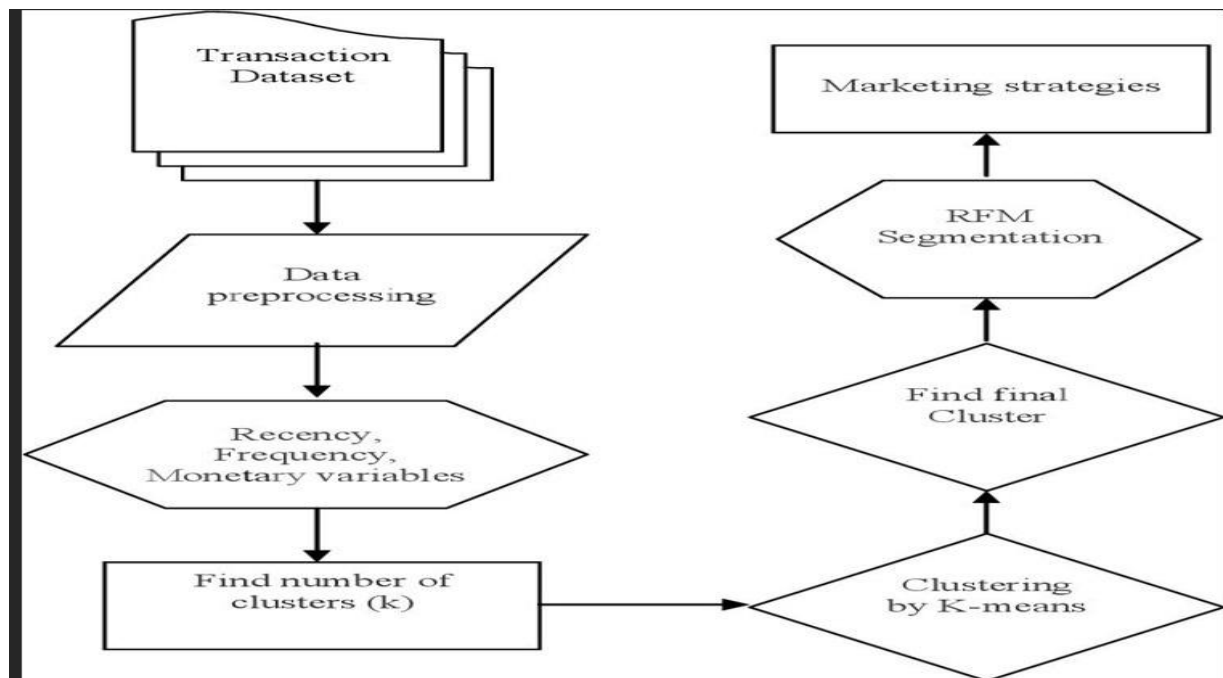 Transaction
Dataset
Data
preprocessing
Recency,
Frequency,
Monetary variables
Find number of
clusters (k)
Clustering
by K-means
Find final
Cluster
RFM
Segmentation
Marketing strategies